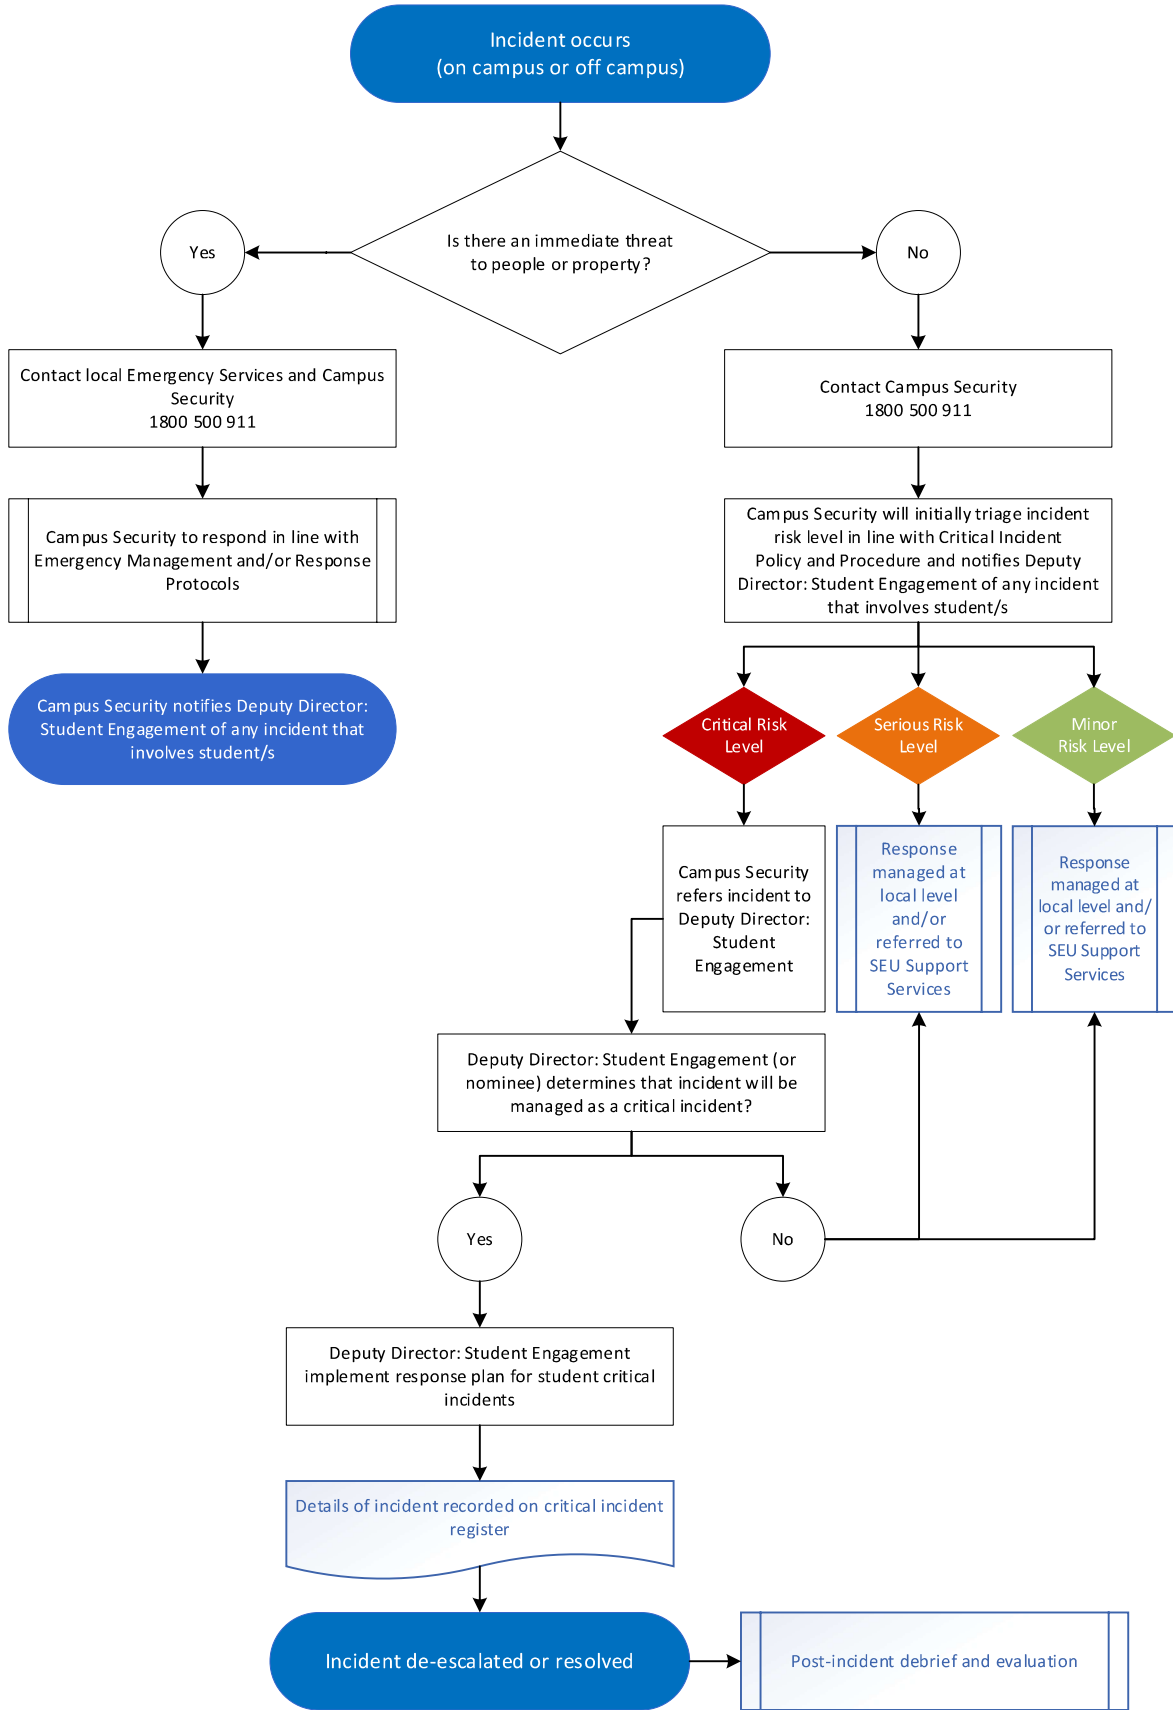 Incident occurs
(on campus or off campus)
Is there an immediate threat
to people or property?
Yes
No
Contact local Emergency Services and Campus
Security
1800 500 911
Contact Campus Security
1800 500 911
Campus Security to respond in line with
Emergency Management and/or Response
Protocols
Campus Security will initially triage incident
risk level in line with Critical Incident
Policy and Procedure and notifies Deputy
Director: Student Engagement of any incident
that involves student/s
Campus Security notifies Deputy Director:
Student Engagement of any incident that
involves student/s
Critical Risk
Level
Serious Risk
Level
Minor
Risk Level
Campus Security
refers incident to
Deputy Director:
Student
Engagement
Response
managed at
local level
and/or
referred to
SEU Support
Services
Response
managed at
local level and/
or referred to
SEU Support
Services
Deputy Director: Student Engagement (or
nominee) determines that incident will be
managed as a critical incident?
Yes
No
Deputy Director: Student Engagement
implement response plan for student critical
incidents
Details of incident recorded on critical incident
register
Incident de-escalated or resolved
Post-incident debrief and evaluation